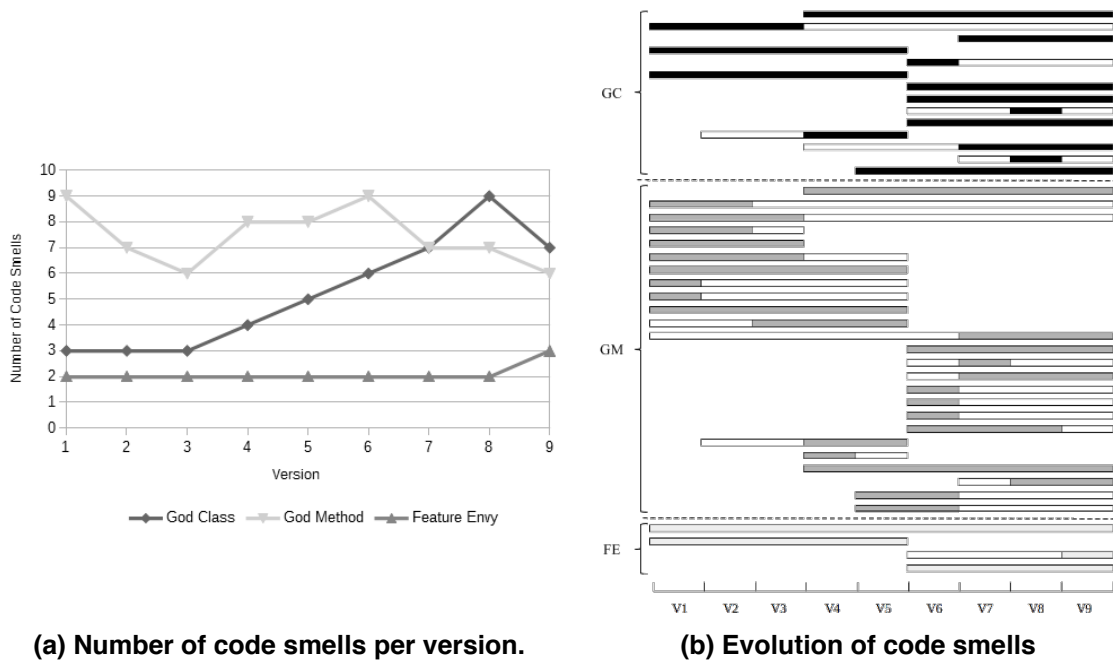 10
9
8
7
6
5
4
3
2
1
0
Number of Code Smells
1 2 3 4 5 6 7 8 9
Version
God Class God Method Feature Envy
GC
GM
FE
V1 V2 V3 V4 V5 V6 V7 V8 V9
(a) Number of code smells per version.
(b) Evolution of code smells